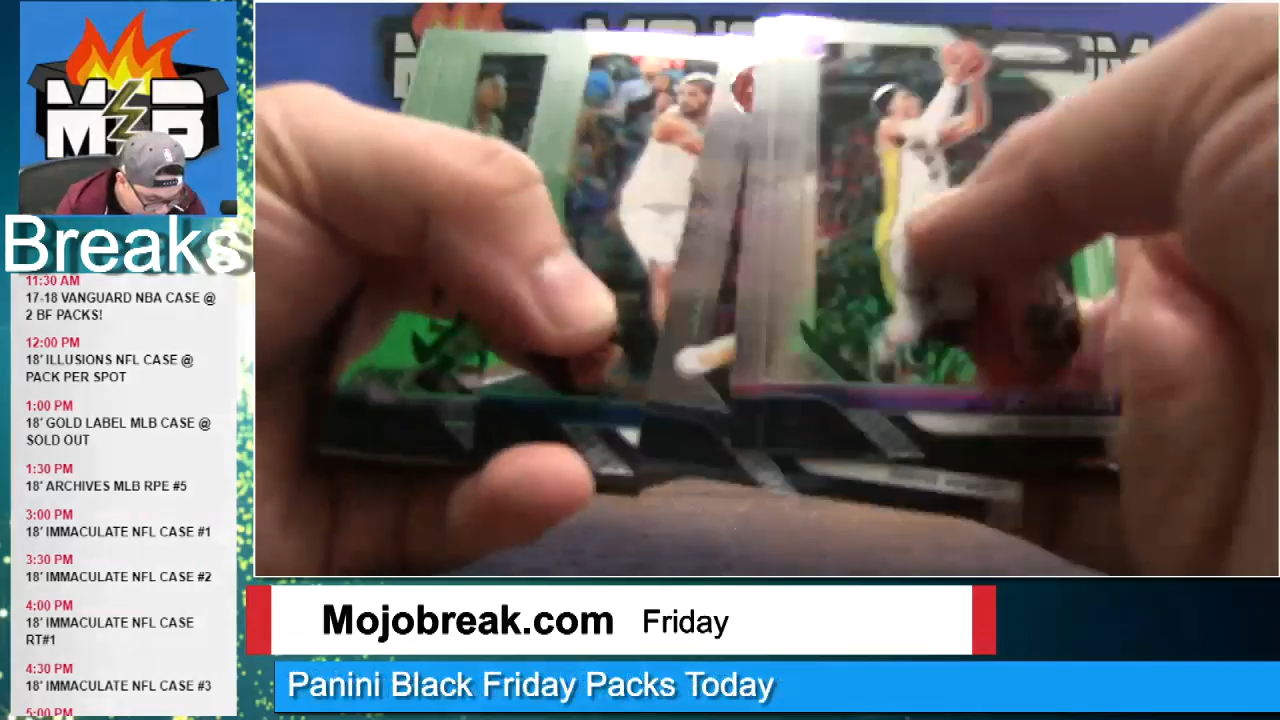 M B
Breaks
11:30 AM
17-18 VANGUARD NBA CASE @
2 BF PACKS!
12:00 PM
18' ILLUSIONS NFL CASE @
PACK PER SPOT
1:00 PM
18' GOLD LABEL MLB CASE @
SOLD OUT
1:30 PM
18' ARCHIVES MLB RPE #5
3:00 PM
18' IMMACULATE NFL CASE #1
3:30 PM
18' IMMACULATE NFL CASE #2
4:00 PM
18' IMMACULATE NFL CASE
RT#1
4:30 PM
18' IMMACULATE NFL CASE #3
5:00 PM
Mojobreak.com Friday
Panini Black Friday Packs Today